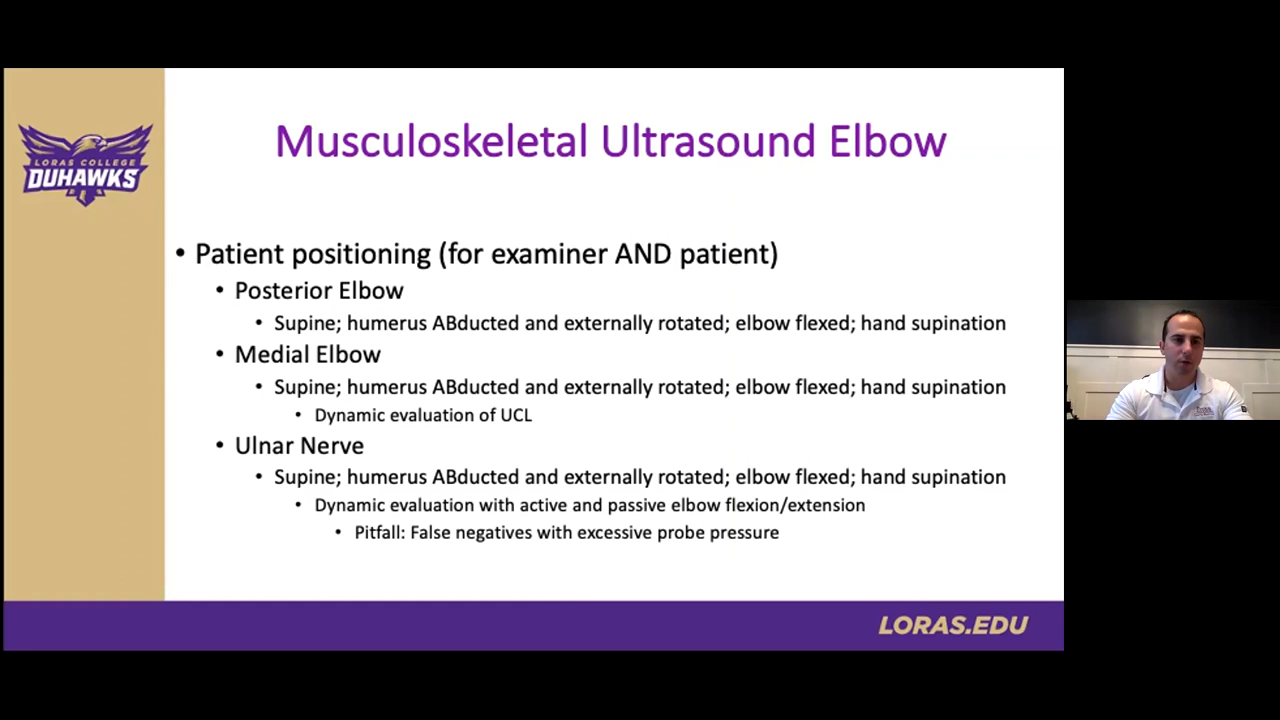 LORAS COLLEGE
DUHAWKS
Musculoskeletal Ultrasound Elbow
• Patient positioning (for examiner AND patient)
• Posterior Elbow
• Supine; humerus ABducted and externally rotated; elbow flexed; hand supination
• Medial Elbow
• Supine; humerus ABducted and externally rotated; elbow flexed; hand supination
• Dynamic evaluation of UCL
• Ulnar Nerve
• Supine; humerus ABducted and externally rotated; elbow flexed; hand supination
• Dynamic evaluation with active and passive elbow flexion/extension
• Pitfall: False negatives with excessive probe pressure
LORAS.EDU